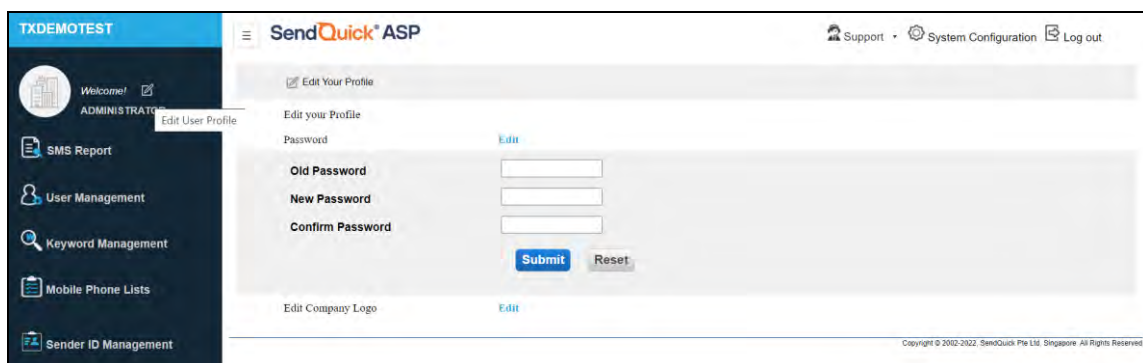 TXDEMOTEST
SendQuick® ASP
Support
System Configuration
Log out
Welcome!
ADMINISTRATOR
Edit User Profile
SMS Report
User Management
Keyword Management
Mobile Phone Lists
Sender ID Management
Edit Your Profile
Edit your Profile
Password Edit
Old Password
New Password
Confirm Password
Submit Reset
Edit Company Logo Edit
Copyright © 2002-2022, SendQuick Pte Ltd. Singapore. All Rights Reserved